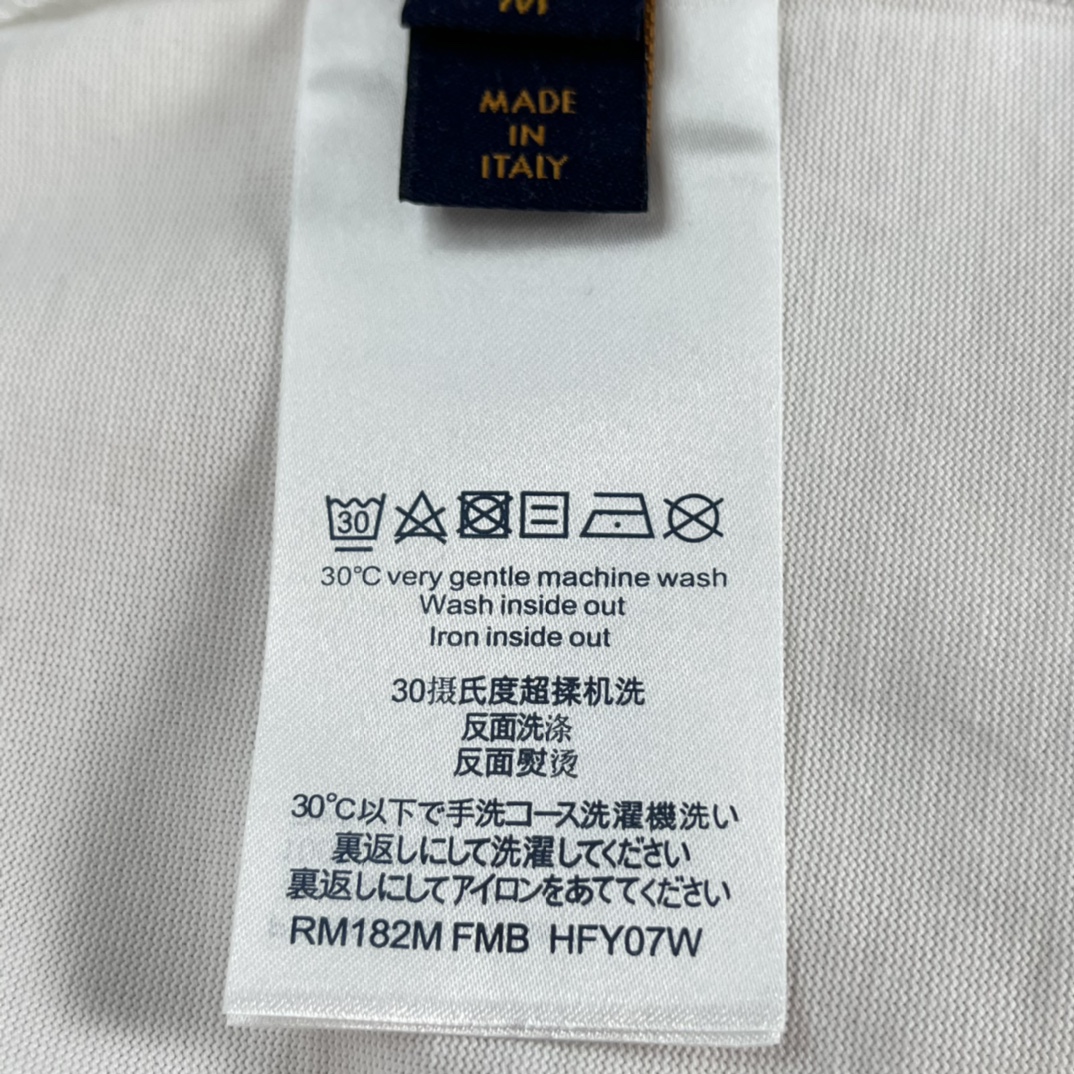 M
MADE
IN
ITALY
30
30°C very gentle machine wash
Wash inside out
Iron inside out
30摄氏度超揉机洗
反面洗涤
反面熨烫
30°C以下で手洗コース洗濯機洗い
裏返しにして洗濯してください
裏返しにしてアイロンをあててください
RM182M FMB HFY07W